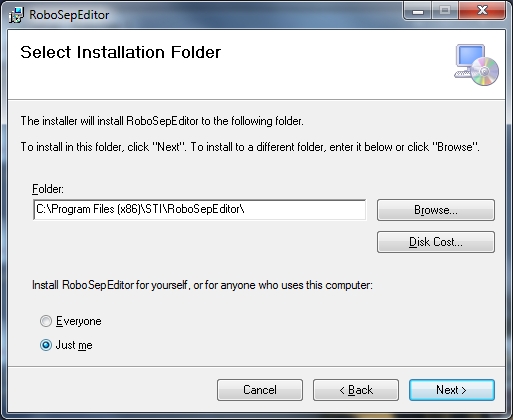 RoboSepEditor
Select Installation Folder
The installer will install RoboSepEditor to the following folder.
To install in this folder, click "Next". To install to a different folder, enter it below or click "Browse".
Folder:
C:\Program Files (x86)\STI\RoboSepEditor\
Browse...
Disk Cost...
Install RoboSepEditor for yourself, or for anyone who uses this computer:
Everyone
Just me
Cancel
< Back
Next >